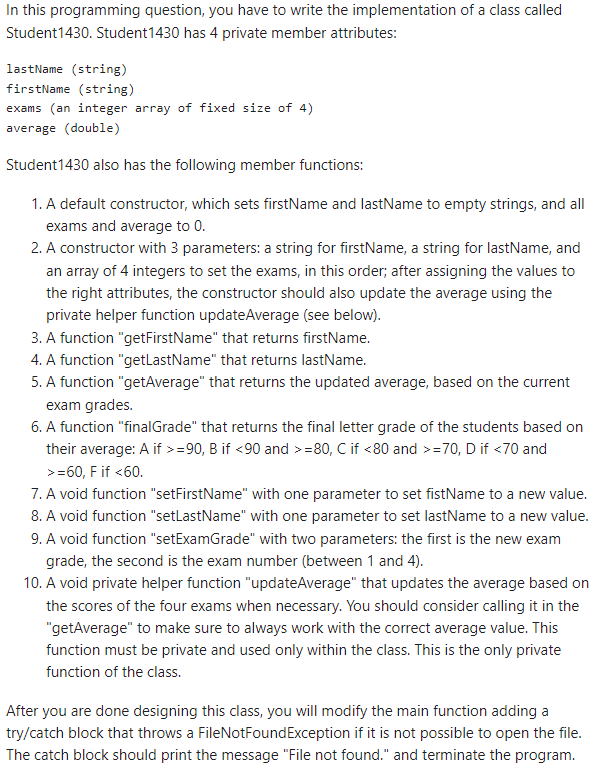 In this programming question, you have to write the implementation of a class called
Student1430. Student1430 has 4 private member attributes:
lastName (string)
firstName (string)
exams (an integer array of fixed size of 4)
average (double)
Student1430 also has the following member functions:
1. A default constructor, which sets firstName and lastName to empty strings, and all
exams and average to 0.
2. A constructor with 3 parameters: a string for firstName, a string for lastName, and
an array of 4 integers to set the exams, in this order; after assigning the values to
the right attributes, the constructor should also update the average using the
private helper function updateAverage (see below).
3. A function "getFirstName" that returns firstName.
4. A function "getLastName" that returns lastName.
5. A function "getAverage" that returns the updated average, based on the current
exam grades.
6. A function "finalGrade" that returns the final letter grade of the students based on
their average: A if >=90, B if <90 and >=80, C if <80 and >=70, D if <70 and
>=60, F if <60.
7. A void function "setFirstName" with one parameter to set fistName to a new value.
8. A void function "setLastName" with one parameter to set lastName to a new value.
9. A void function "setExamGrade" with two parameters: the first is the new exam
grade, the second is the exam number (between 1 and 4).
10. A void private helper function "updateAverage" that updates the average based on
the scores of the four exams when necessary. You should consider calling it in the
"getAverage" to make sure to always work with the correct average value. This
function must be private and used only within the class. This is the only private
function of the class.
After you are done designing this class, you will modify the main function adding a
try/catch block that throws a FileNotFoundException if it is not possible to open the file.
The catch block should print the message "File not found." and terminate the program.